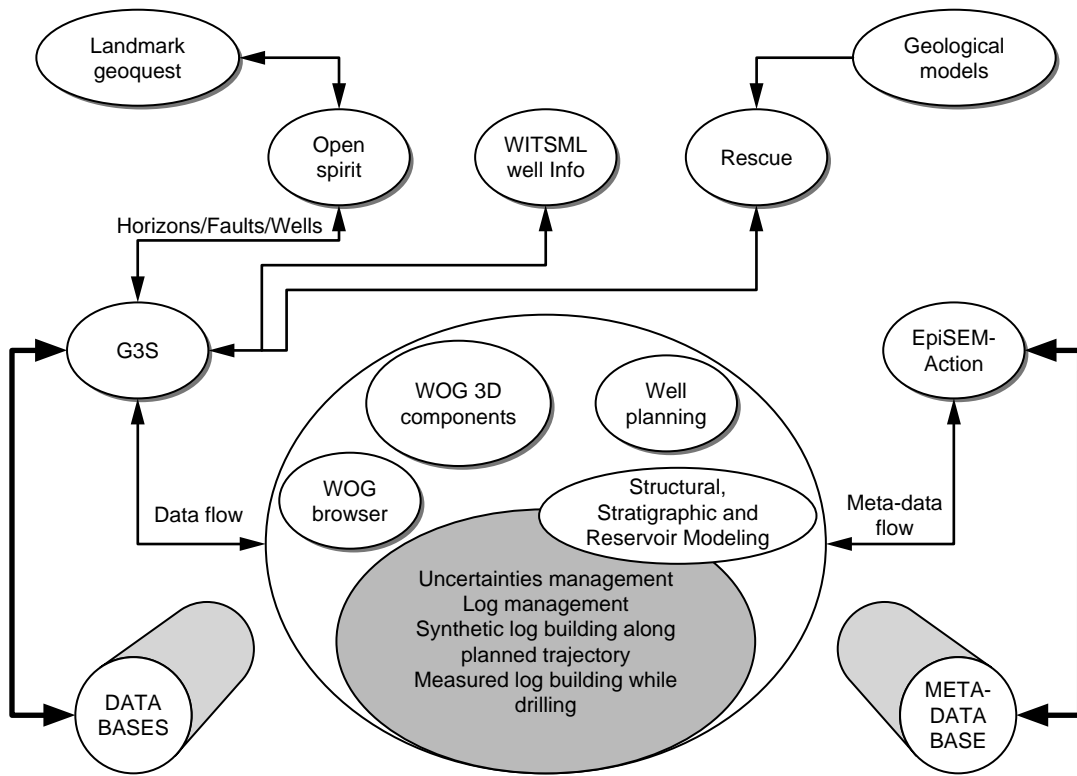 Landmark
geoquest
Geological
models
Open
spirit
WITSML
well Info
Rescue
Horizons/Faults/Wells
G3S
EpiSEM-
Action
WOG 3D
components
Well
planning
WOG
browser
Structural,
Stratigraphic and
Reservoir Modeling
Data flow
Meta-data
flow
Uncertainties management
Log management
Synthetic log building along
planned trajectory
Measured log building while
drilling
DATA
BASES
META-
DATA
BASE